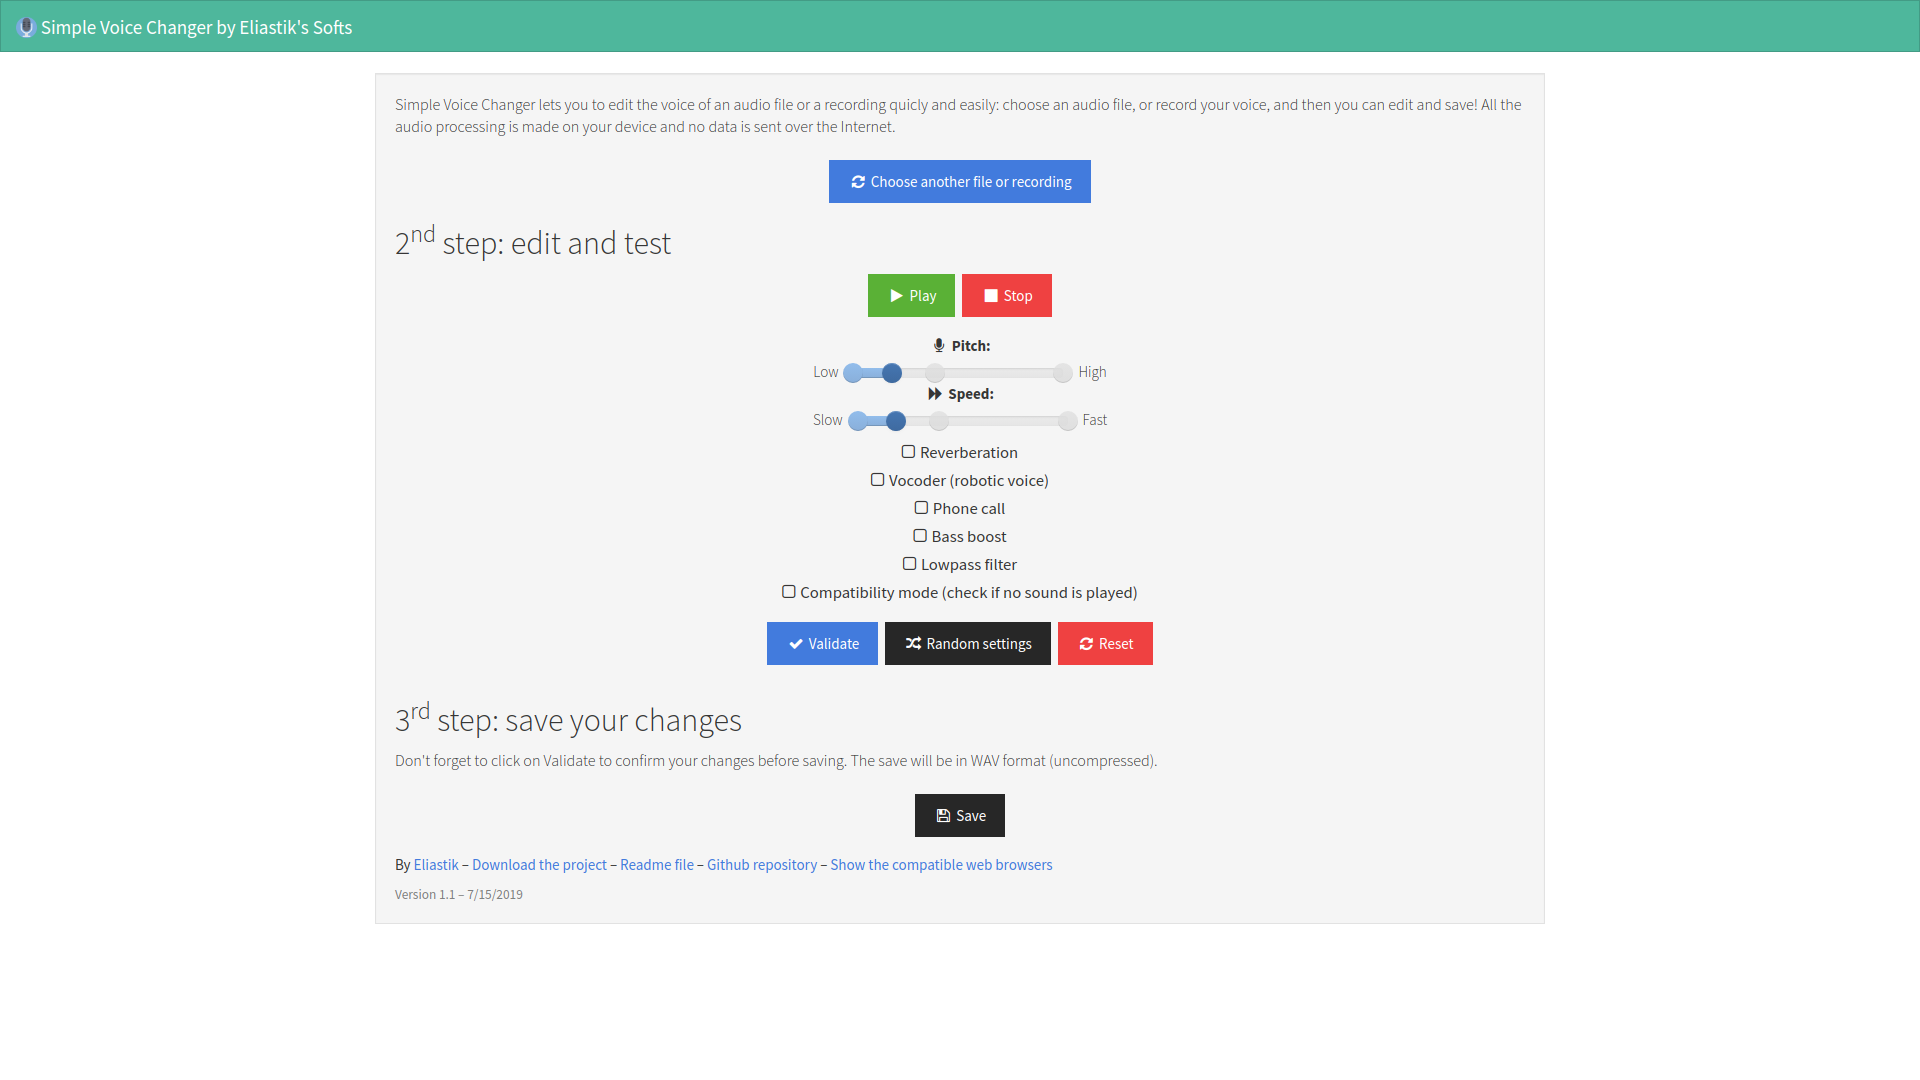 Simple Voice Changer by Eliastik's Softs
Simple Voice Changer lets you to edit the voice of an audio file or a recording quicly and easily: choose an audio file, or record your voice, and then you can edit and save! All the
audio processing is made on your device and no data is sent over the Internet.
Choose another file or recording
2nd step: edit and test
Play Stop
Pitch:
Low High
Speed:
Slow Fast
Reverberation
Vocoder (robotic voice)
Phone call
Bass boost
Lowpass filter
Compatibility mode (check if no sound is played)
Validate Random settings Reset
3rd step: save your changes
Don't forget to click on Validate to confirm your changes before saving. The save will be in WAV format (uncompressed).
Save
By Eliastik – Download the project – Readme file – Github repository – Show the compatible web browsers
Version 1.1 – 7/15/2019